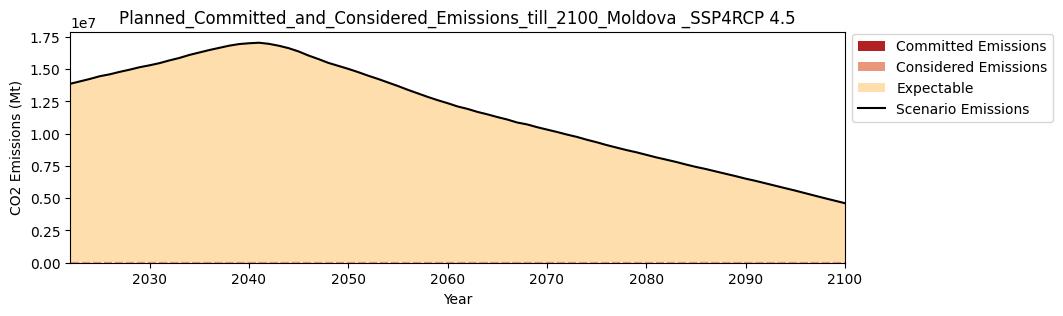 Planned_Committed_and_Considered_Emissions_till_2100_Moldova _SSP4RCP 4.5
1e7
1.75
1.50
1.25
1.00
0.75
0.50
0.25
0.00
CO2 Emissions (Mt)
2030
2040
2050
2060
2070
2080
2090
2100
Year
Committed Emissions
Considered Emissions
Expectable
Scenario Emissions